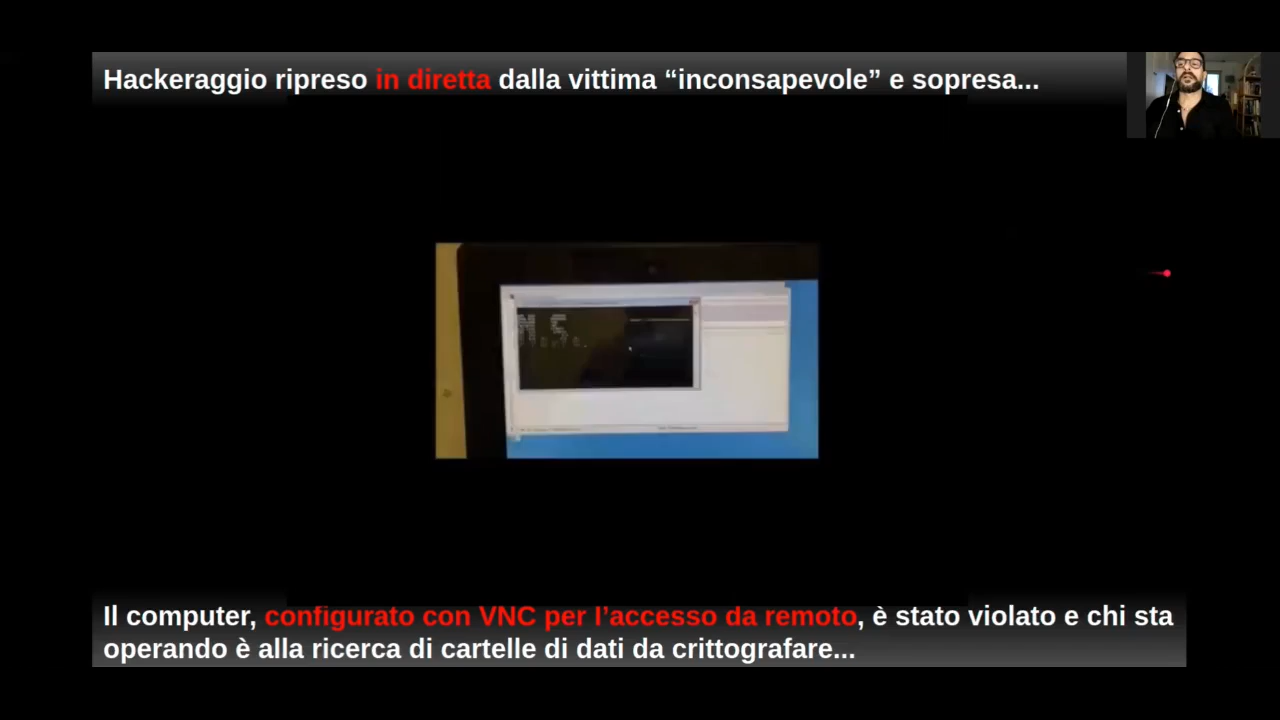 Hackeraggio ripreso in diretta dalla vittima “inconsapevole” e sopresa...
Il computer, configurato con VNC per l’accesso da remoto, è stato violato e chi sta
operando è alla ricerca di cartelle di dati da crittografare...